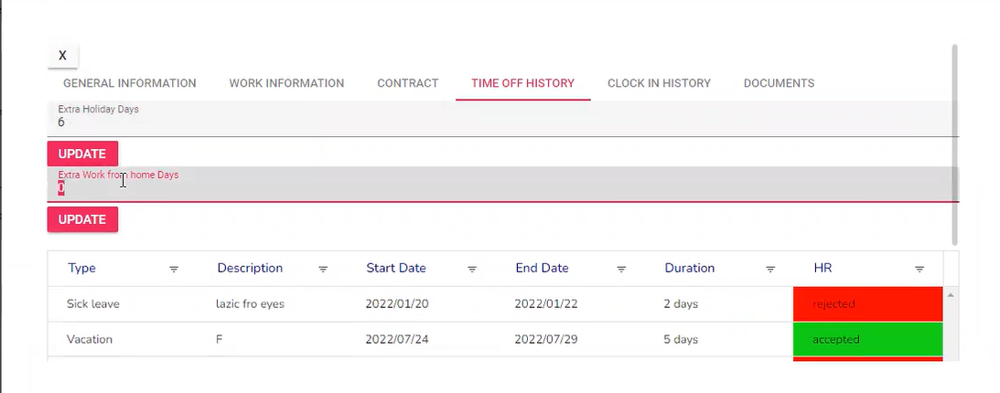 X
GENERAL INFORMATION WORK INFORMATION CONTRACT TIME OFF HISTORY CLOCK IN HISTORY DOCUMENTS
Extra Holiday Days
6
UPDATE
Extra Work from home Days
0
UPDATE
Type Description Start Date End Date Duration HR
Sick leave lazic fro eyes 2022/01/20 2022/01/22 2 days rejected
Vacation F 2022/07/24 2022/07/29 5 days accepted